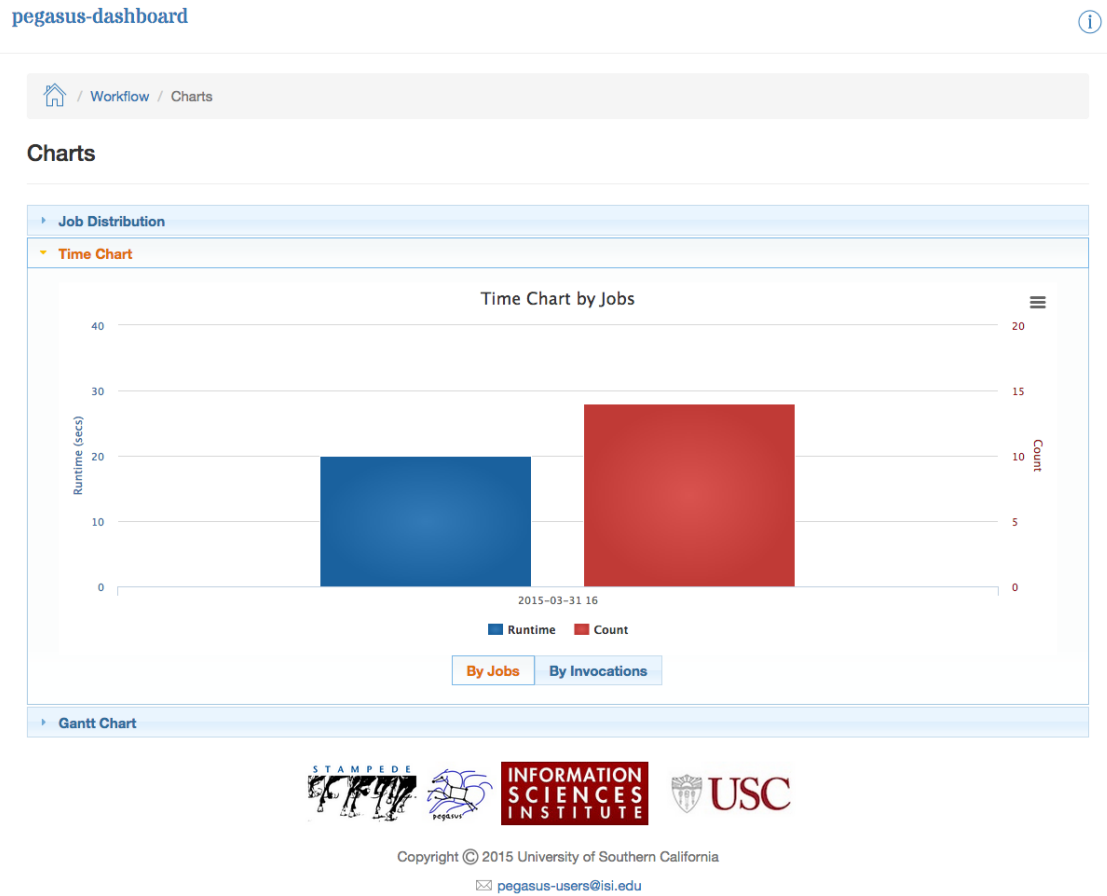 pegasus-dashboard
i
/ Workflow / Charts
Charts
Job Distribution
Time Chart
Time Chart by Jobs
40
30
20
10
0
Runtime (secs)
20
15
10
5
0
Count
2015-03-31 16
Runtime Count
By Jobs By Invocations
Gantt Chart
STAMPEDE
pegasus
INFORMATION
SCIENCES
INSTITUTE
USC
Copyright © 2015 University of Southern California
pegasus-users@isi.edu